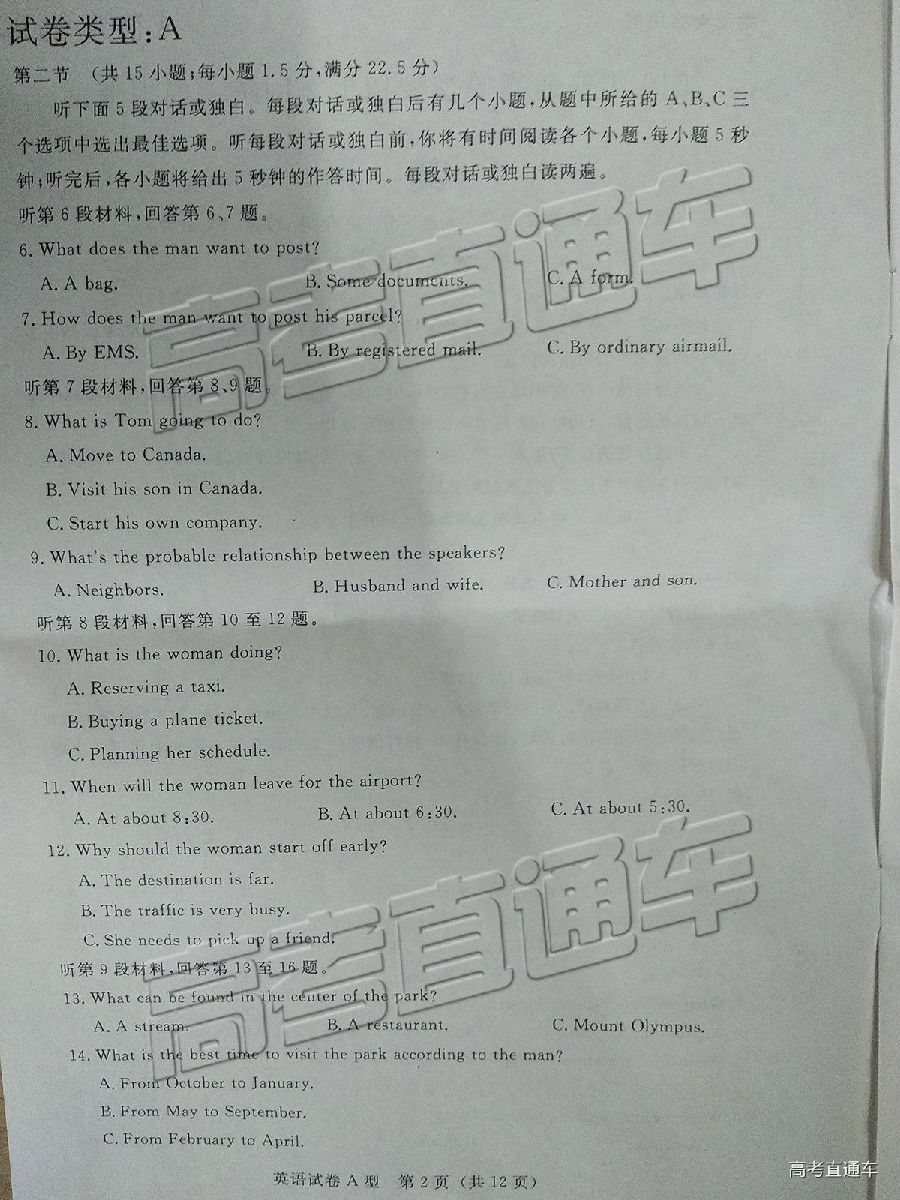 试卷类型:A
第二节 (共15小题;每小题1.5分,满分22.5分)
听下面5段对话或独白。每段对话或独白后有几个小题,从题中所给的A、B、C三
个选项中选出最佳选项。听每段对话或独白前,你将有时间阅读各个小题,每小题5秒
钟;听完后,各小题将给出5秒钟的作答时间。每段对话或独白读两遍。
听第6段材料,回答第6、7题。
6. What does the man want to post?
A. A bag. B. Some documents. C. A form.
7. How does the man want to post his parcel?
A. By EMS. B. By registered mail. C. By ordinary airmail.
听第7段材料,回答第8、9题。
8. What is Tom going to do?
A. Move to Canada.
B. Visit his son in Canada.
C. Start his own company.
9. What's the probable relationship between the speakers?
A. Neighbors. B. Husband and wife. C. Mother and son.
听第8段材料,回答第10至12题。
10. What is the woman doing?
A. Reserving a taxi.
B. Buying a plane ticket.
C. Planning her schedule.
11. When will the woman leave for the airport?
A. At about 8:30. B. At about 6:30. C. At about 5:30.
12. Why should the woman start off early?
A. The destination is far.
B. The traffic is very busy.
C. She needs to pick up a friend.
听第9段材料,回答第13至16题。
13. What can be found in the center of the park?
A. A stream. B. A restaurant. C. Mount Olympus.
14. What is the best time to visit the park according to the man?
A. From October to January.
B. From May to September.
C. From February to April.
英语试卷A型 第2页(共12页)
高考直通车
高考直通车
高考直通车